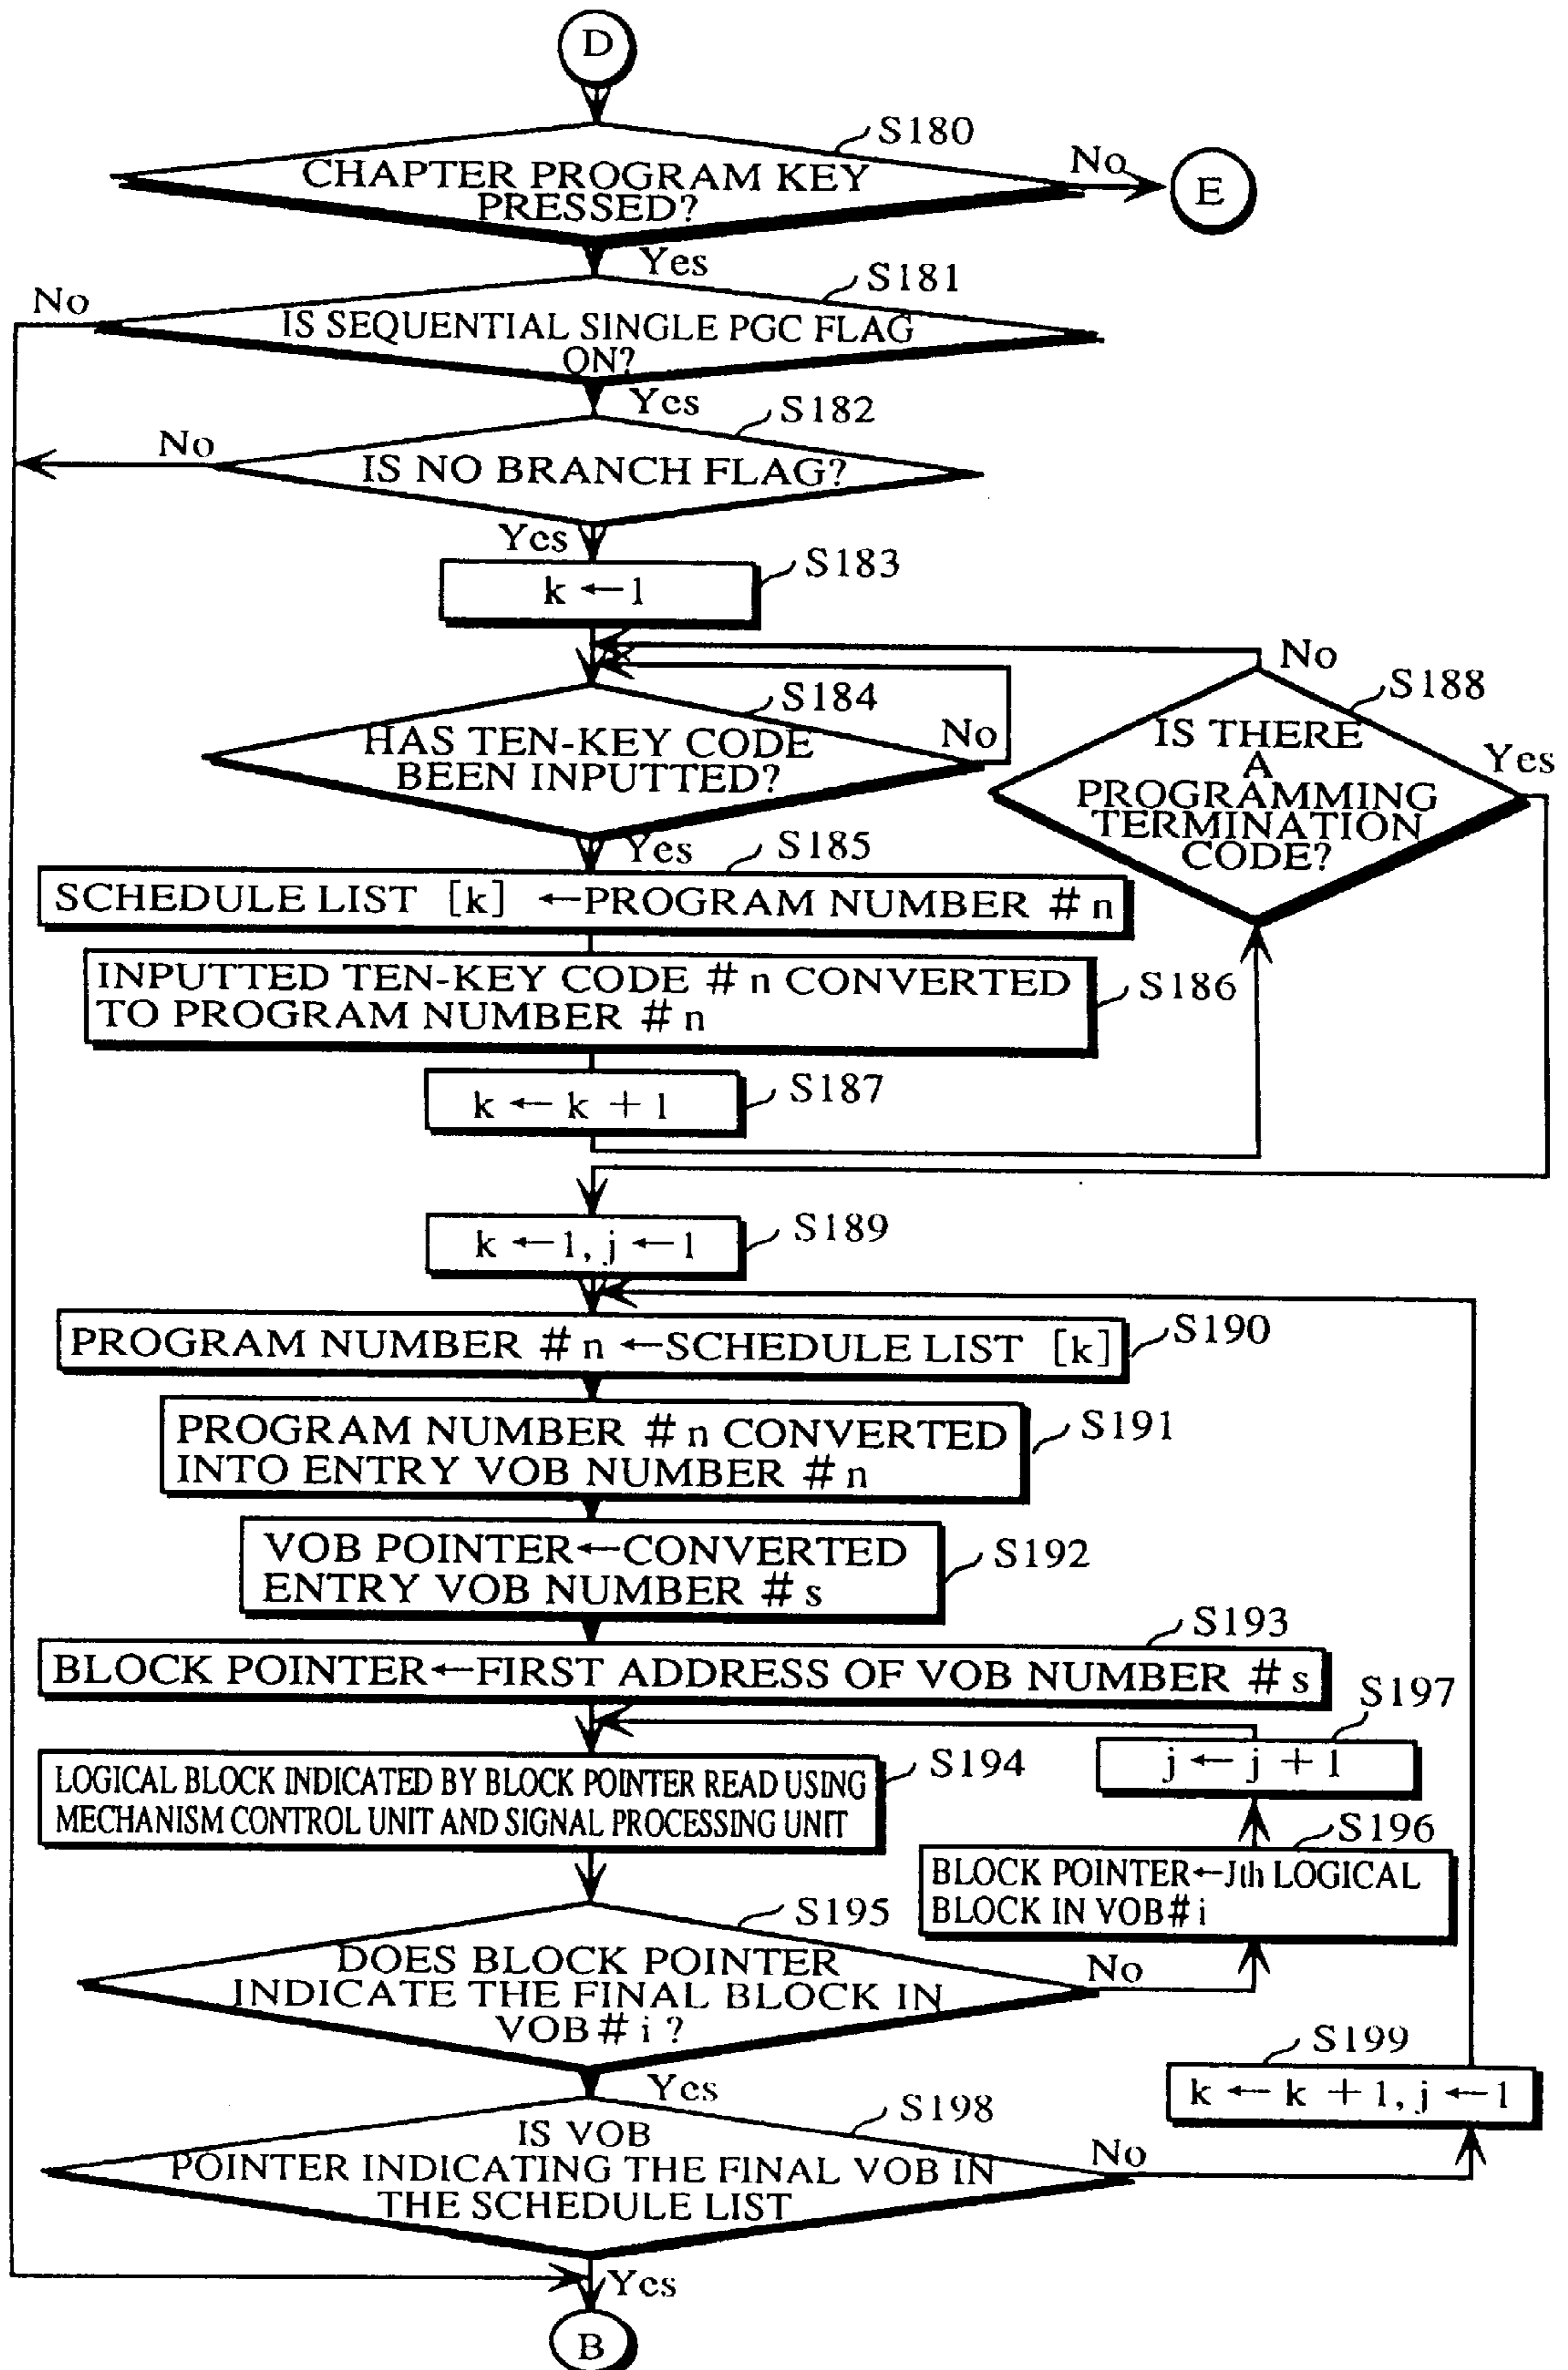 D
S180
CHAPTER PROGRAM KEY
PRESSED?
No
E
Yes
S181
No
IS SEQUENTIAL SINGLE PGC FLAG
ON?
Yes
S182
No
IS NO BRANCH FLAG?
Yes
S183
k ←1
No
S188
S184
IS THERE
A
PROGRAMMING
TERMINATION
CODE?
Yes
HAS TEN-KEY CODE
BEEN INPUTTED?
No
Yes
S185
SCHEDULE LIST [k] ←PROGRAM NUMBER # n
INPUTTED TEN-KEY CODE # n CONVERTED
TO PROGRAM NUMBER # n
S186
S187
k ← k + 1
S189
k ←1, j ←1
S190
PROGRAM NUMBER # n ←SCHEDULE LIST [k]
S191
PROGRAM NUMBER # n CONVERTED
INTO ENTRY VOB NUMBER # n
S192
VOB POINTER←CONVERTED
ENTRY VOB NUMBER # s
S193
BLOCK POINTER←FIRST ADDRESS OF VOB NUMBER # s
S197
j ← j + 1
S194
LOGICAL BLOCK INDICATED BY BLOCK POINTER READ USING
MECHANISM CONTROL UNIT AND SIGNAL PROCESSING UNIT
S196
BLOCK POINTER←Jth LOGICAL
BLOCK IN VOB# i
S195
DOES BLOCK POINTER
INDICATE THE FINAL BLOCK IN
VOB# i ?
No
Yes
S199
k ← k + 1, j ←1
S198
IS VOB
POINTER INDICATING THE FINAL VOB IN
THE SCHEDULE LIST
No
Yes
B